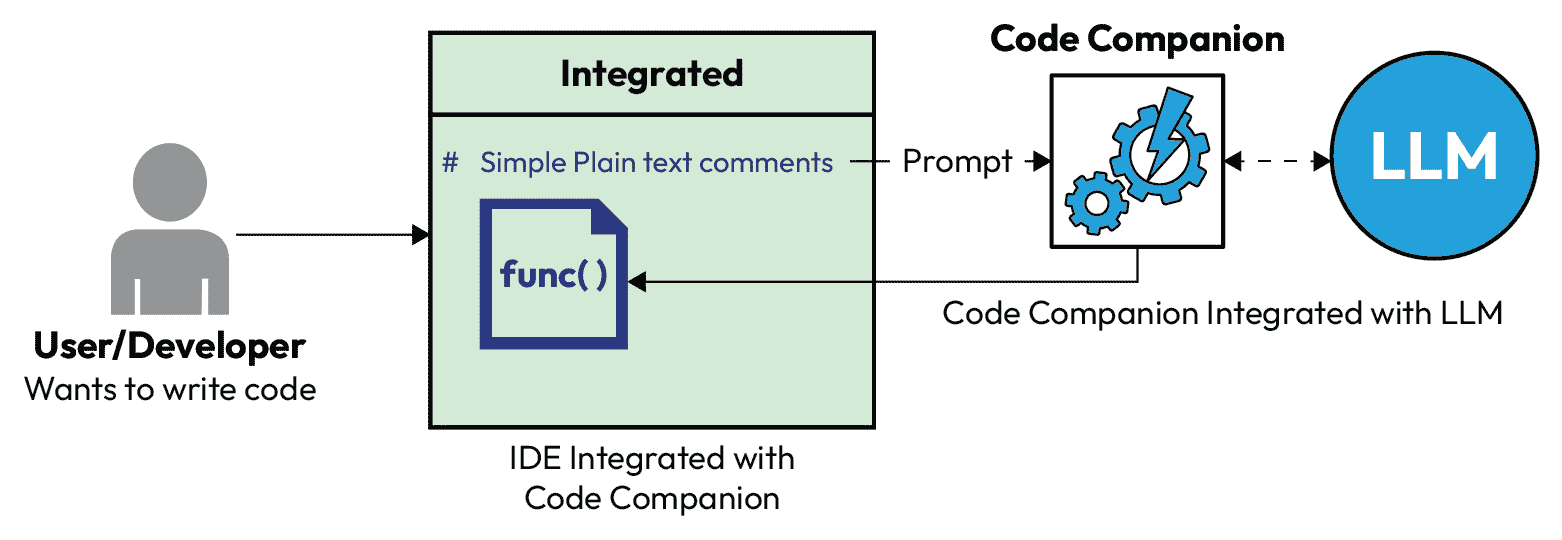 Integrated
# Simple Plain text comments
Prompt
func( )
Code Companion
LLM
Code Companion Integrated with LLM
User/Developer
Wants to write code
IDE Integrated with
Code Companion